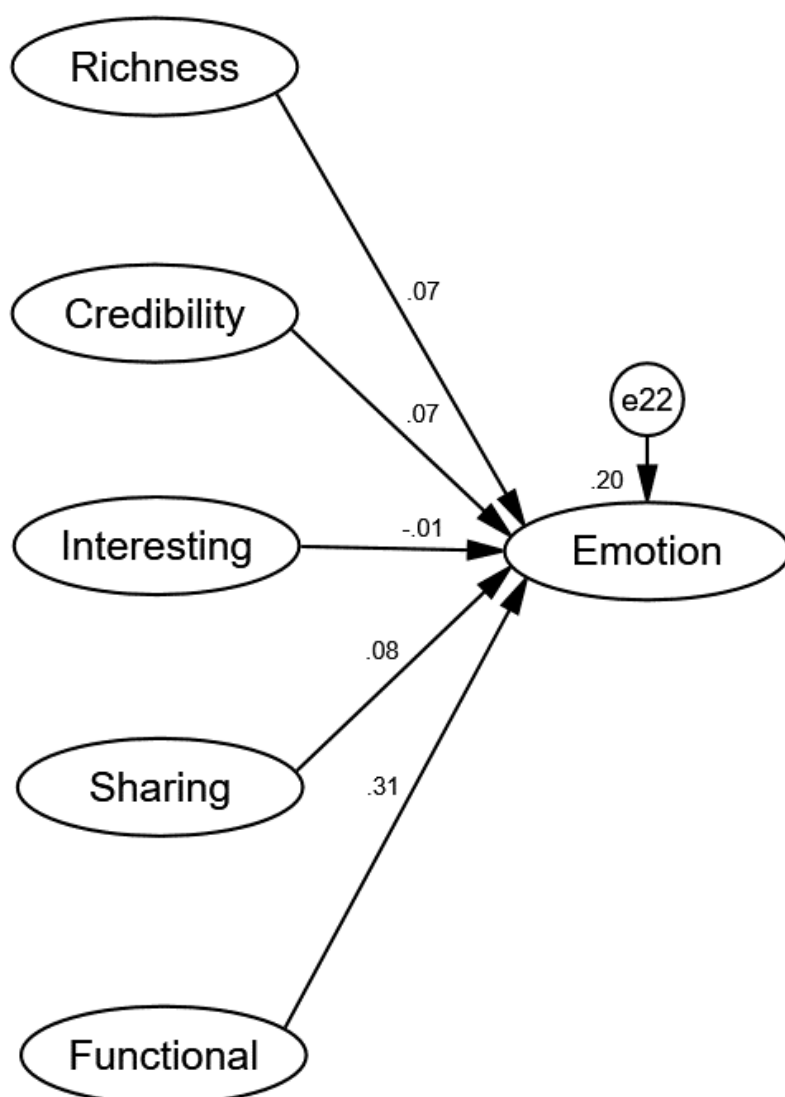 Richness
.07
Credibility
.07
e22
.20
Interesting
-.01
Emotion
.08
Sharing
.31
Functional